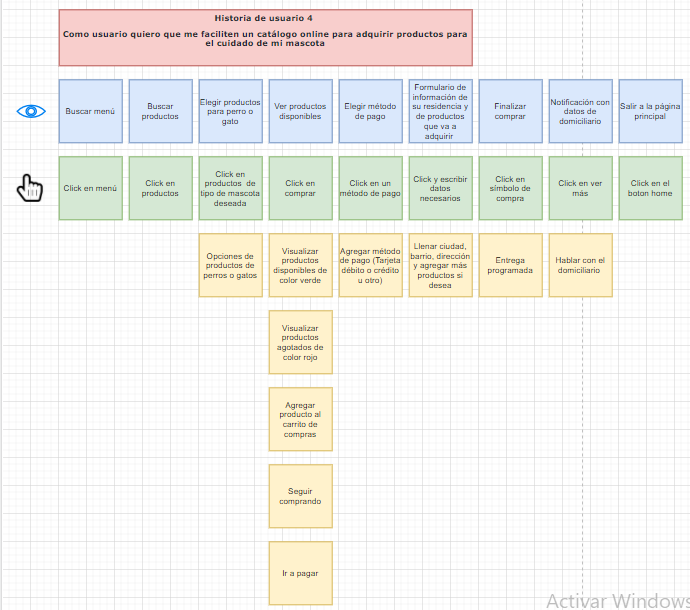 Historia de usuario 4
Como usuario quiero que me faciliten un catálogo online para adquirir productos para
el cuidado de mi mascota
Buscar menú
Buscar
productos
Elegir productos
para perro o
gato
Ver productos
disponibles
Elegir método
de pago
Formulario de
información de
su residencia y
de productos
que va a
adquirir
Finalizar
comprar
Notificación con
datos de
domiciliario
Salir a la página
principal
Click en menú
Click en
productos
Click en
productos de
tipo de mascota
deseada
Click en
comprar
Click en un
método de pago
Click y escribir
datos
necesarios
Click en
símbolo de
compra
Click en ver
más
Click en el
boton home
Opciones de
productos de
perros o gatos
Visualizar
productos
disponibles de
color verde
Agregar método
de pago (Tarjeta
débito o crédito
u otro)
Llenar ciudad,
barrio, dirección
y agregar más
productos si
desea
Entrega
programada
Hablar con el
domiciliario
Visualizar
productos
agotados de
color rojo
Agregar
producto al
carrito de
compras
Seguir
comprando
Ir a pagar
Activar Windows